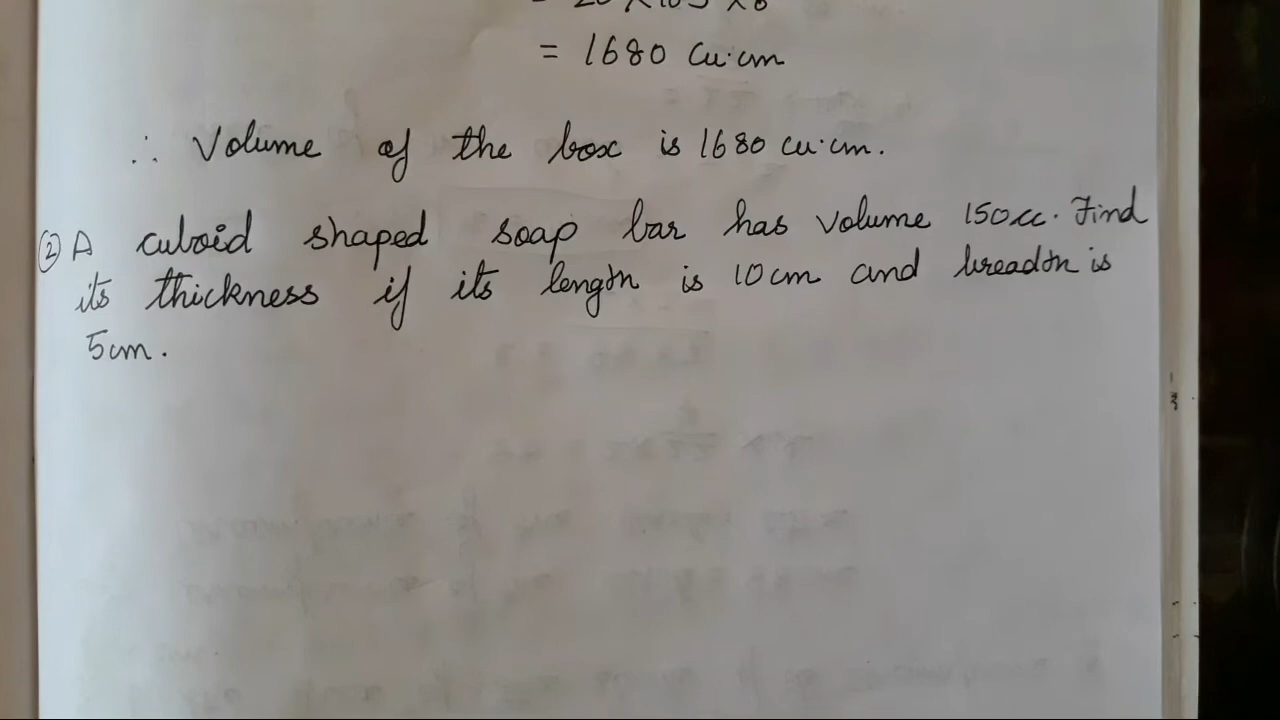 = 1680 cu.cm
∴ Volume of the box is 1680 cu.cm.
② A cuboid shaped soap bar has volume 150cc. Find
its thickness if its length is 10cm and breadth is
5cm.